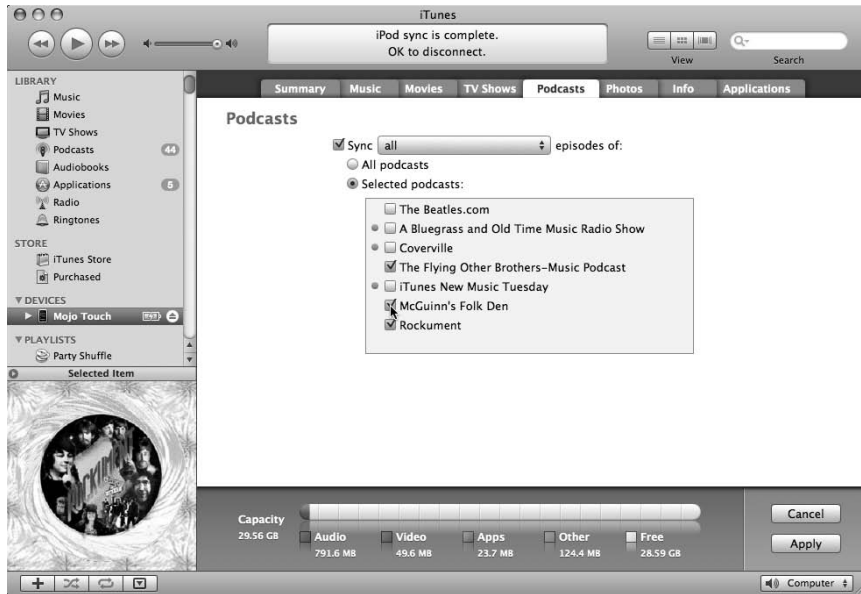 iTunes
iPod sync is complete.
OK to disconnect.
View
Search
LIBRARY
Music
Movies
TV Shows
Podcasts 44
Audiobooks
Applications 5
Radio
Ringtones
STORE
iTunes Store
Purchased
DEVICES
Mojo Touch
PLAYLISTS
Party Shuffle
Selected Item
ROCKUMENT
Summary Music Movies TV Shows Podcasts Photos Info Applications
Podcasts
Sync all episodes of:
All podcasts
Selected podcasts:
The Beatles.com
A Bluegrass and Old Time Music Radio Show
Coverville
The Flying Other Brothers-Music Podcast
iTunes New Music Tuesday
McGuinn's Folk Den
Rockument
Capacity
29.56 GB
Audio
791.6 MB
Video
49.6 MB
Apps
23.7 MB
Other
124.4 MB
Free
28.59 GB
Cancel
Apply
Computer